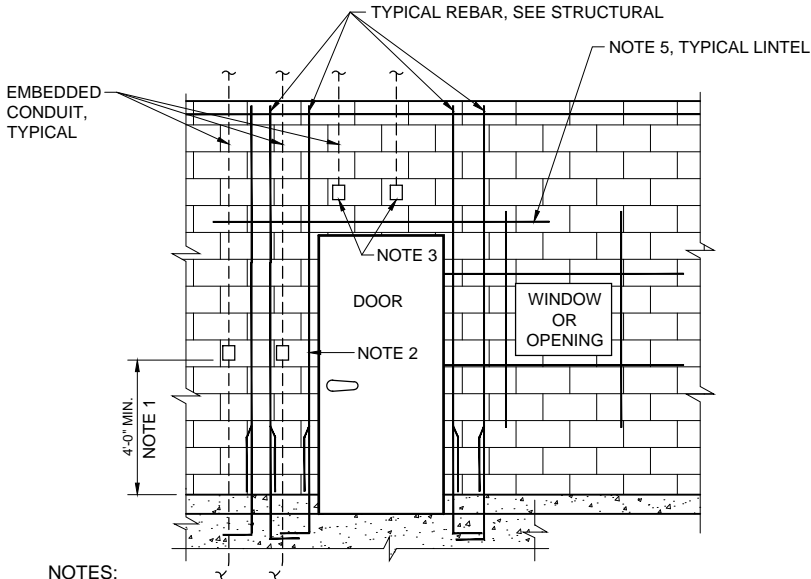 TYPICAL REBAR, SEE STRUCTURAL
NOTE 5, TYPICAL LINTEL
EMBEDDED
CONDUIT,
TYPICAL
NOTE 3
DOOR
WINDOW
OR
OPENING
NOTE 2
4'-0" MIN.
NOTE 1
NOTES: